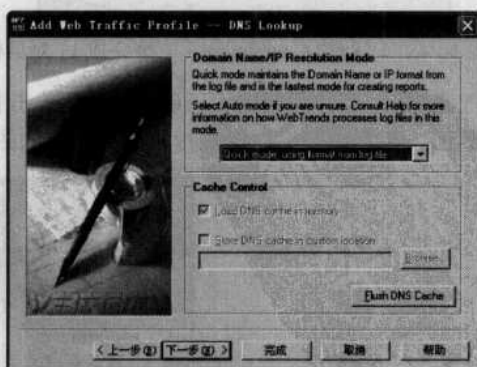 Add Web Traffic Profile -- DNS Lookup
Domain Name/IP Resolution Mode
Quick mode maintains the Domain Name or IP format from
the log file and is the fastest mode for creating reports.
Select Auto mode if you are unsure. Consult Help for more
information on how WebTrends processes log files in this
mode.
Quick mode, using format from log file
Cache Control
Load DNS cache in memory
Store DNS cache in custom location:
Browse...
Flush DNS Cache
< 上一步(B)
下一步(N) >
完成
取消
帮助